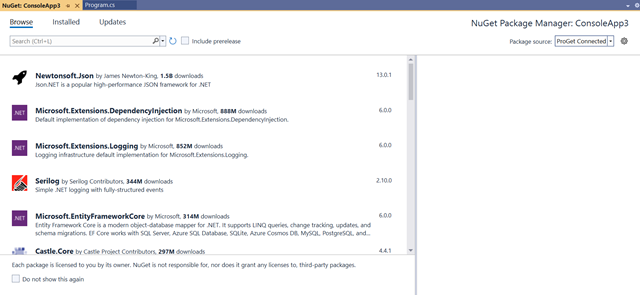 NuGet: ConsoleApp3 Program.cs
Browse Installed Updates NuGet Package Manager: ConsoleApp3
Search (Ctrl+L) Include prerelease Package source: ProGet Connected
Newtonsoft.Json by James Newton-King, 1.5B downloads 13.0.1
Json.NET is a popular high-performance JSON framework for .NET
.NET Microsoft.Extensions.DependencyInjection by Microsoft, 888M downloads 6.0.0
Default implementation of dependency injection for Microsoft.Extensions.DependencyInjection.
.NET Microsoft.Extensions.Logging by Microsoft, 852M downloads 6.0.0
Logging infrastructure default implementation for Microsoft.Extensions.Logging.
Serilog by Serilog Contributors, 344M downloads 2.10.0
Simple .NET logging with fully-structured events
.NET Microsoft.EntityFrameworkCore by Microsoft, 314M downloads 6.0.0
Entity Framework Core is a modern object-database mapper for .NET. It supports LINQ queries, change tracking, updates, and
schema migrations. EF Core works with SQL Server, Azure SQL Database, SQLite, Azure Cosmos DB, MySQL, PostgreSQL, and...
Castle.Core by Castle Project Contributors, 297M downloads 4.4.1
Each package is licensed to you by its owner. NuGet is not responsible for, nor does it grant any licenses to, third-party packages.
Do not show this again